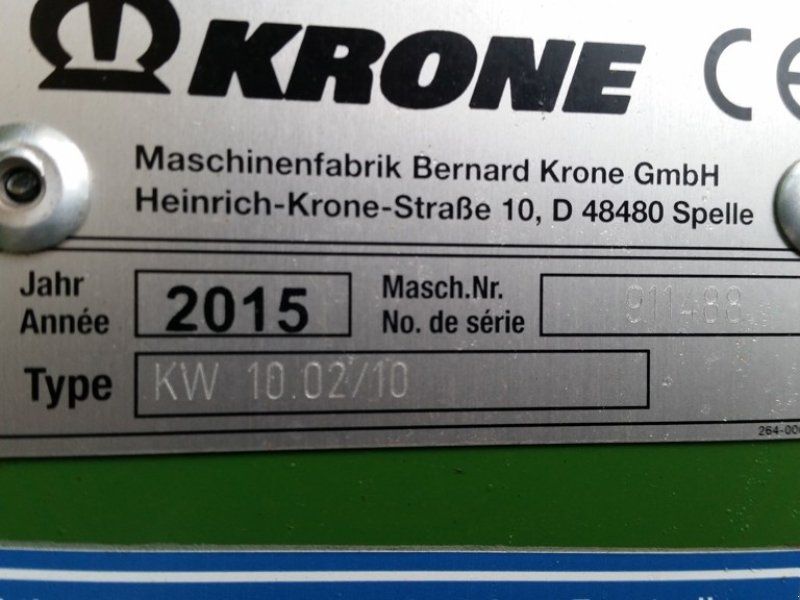 KRONE CE
Maschinenfabrik Bernard Krone GmbH
Heinrich-Krone-Straße 10, D 48480 Spelle
Jahr
Année
2015
Masch.Nr.
No. de série
911488
Type
KW 10.02/10